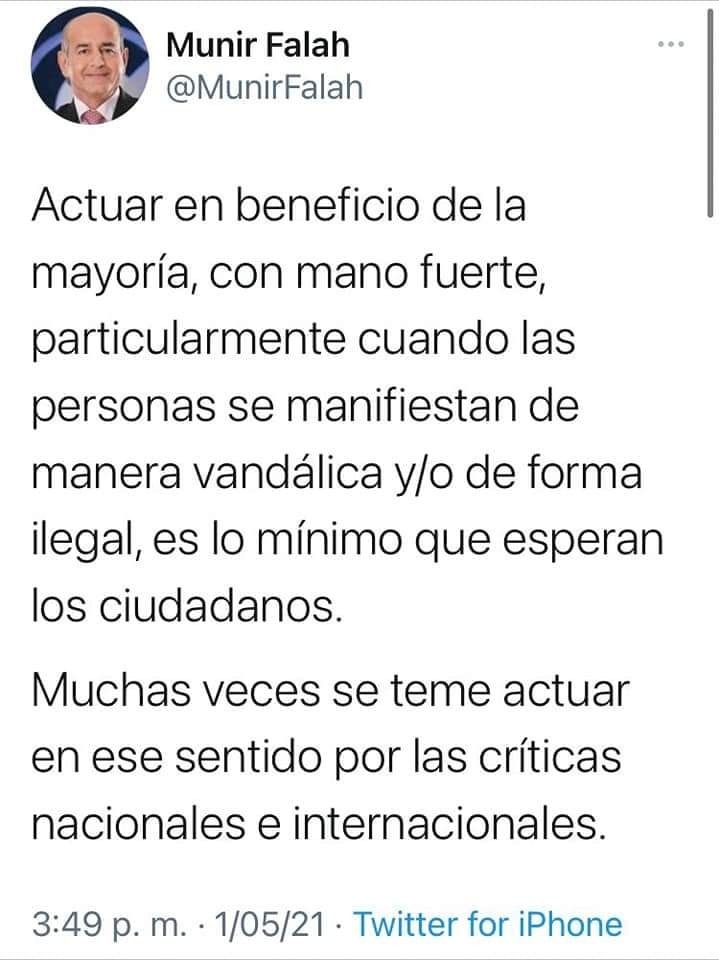 Munir Falah
@MunirFalah
Actuar en beneficio de la
mayoría, con mano fuerte,
particularmente cuando las
personas se manifiestan de
manera vandálica y/o de forma
ilegal, es lo mínimo que esperan
los ciudadanos.
Muchas veces se teme actuar
en ese sentido por las críticas
nacionales e internacionales.
3:49 p. m. · 1/05/21 · Twitter for iPhone